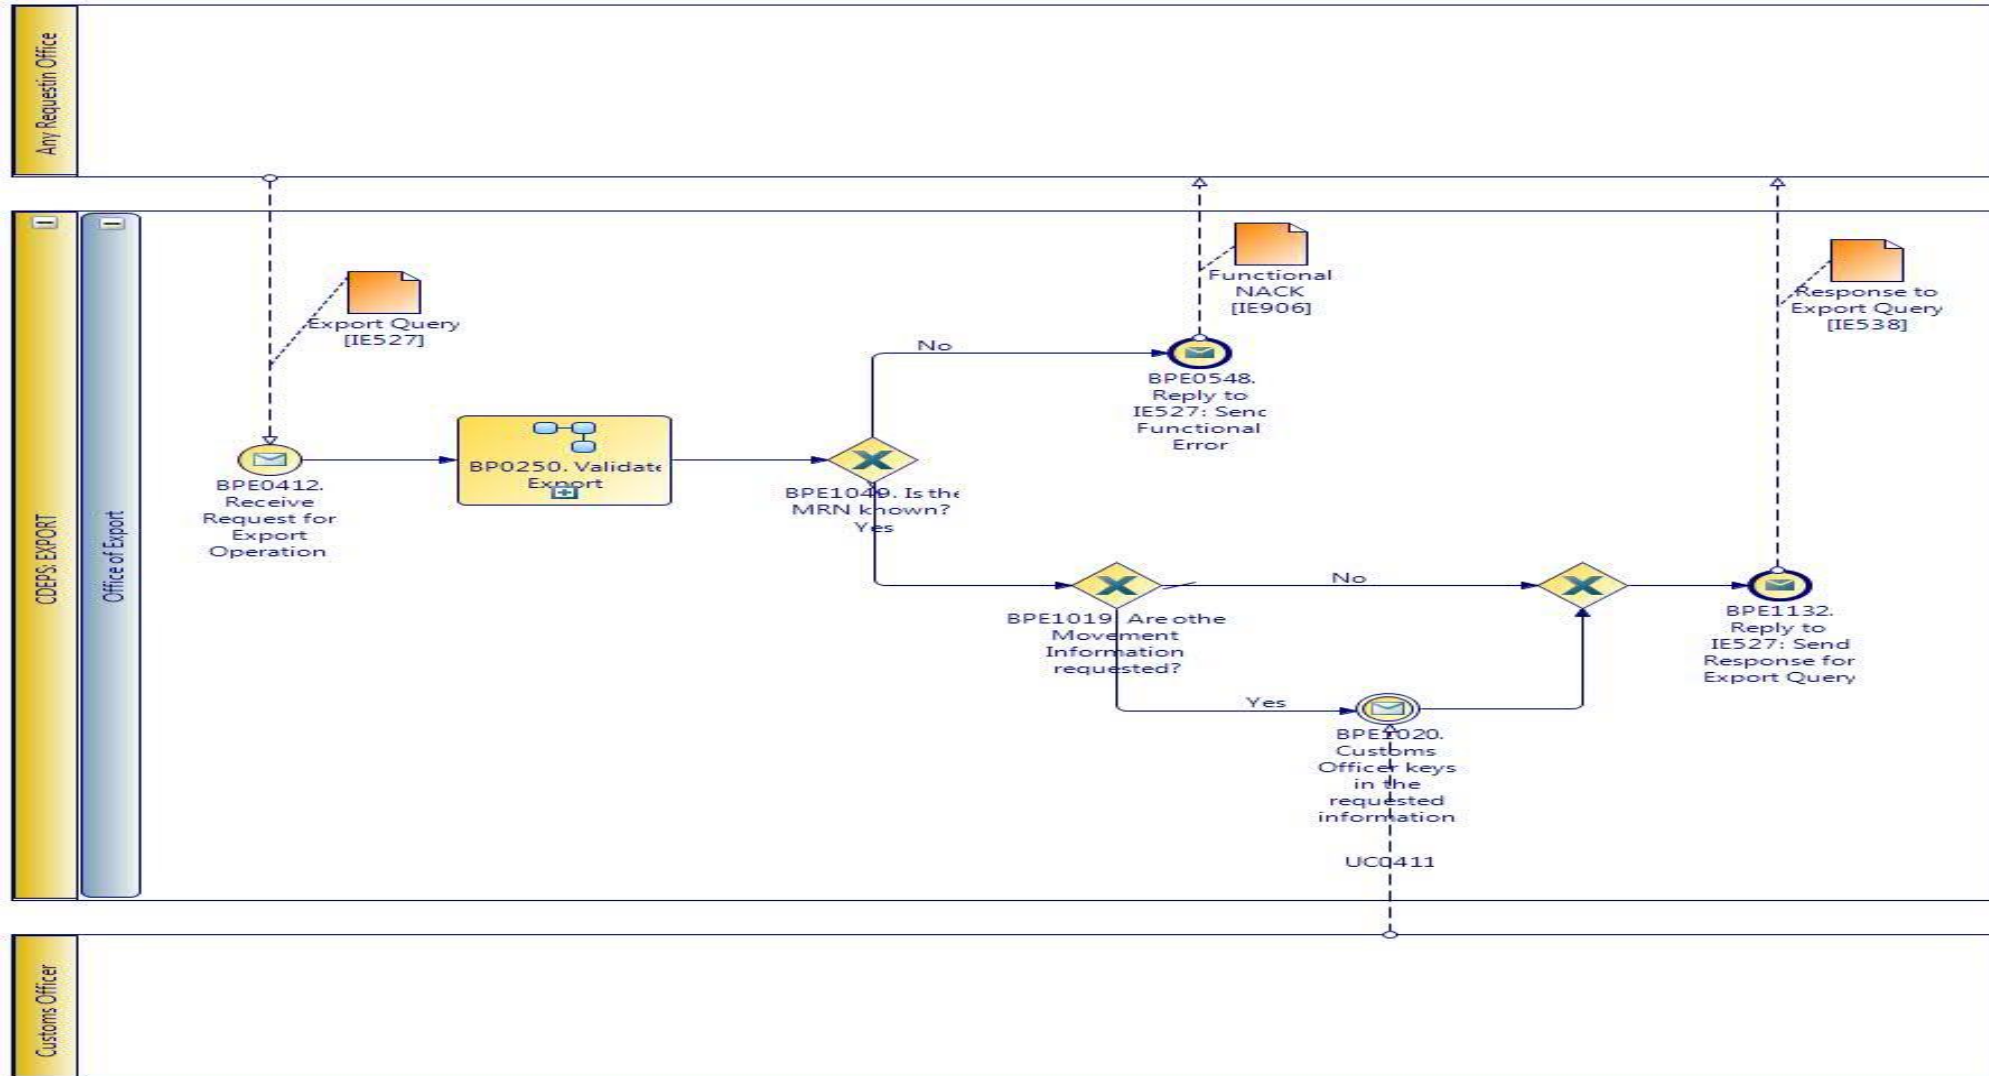 Any Requestin Office
CDEPS: EXPORT
Office of Export
Export Query
[IE527]
BPE0412.
Receive
Request for
Export
Operation
BP0250. Validate
Export
BPE1049. Is the
MRN known?
Yes
No
Functional
NACK
[IE906]
BPE0548.
Reply to
IE527: Send
Functional
Error
BPE1019. Are othe
Movement
Information
requested?
No
Yes
BPE1020.
Customs
Officer keys
in the
requested
information
UC0411
Response to
Export Query
[IE538]
BPE1132.
Reply to
IE527: Send
Response for
Export Query
Customs Officer